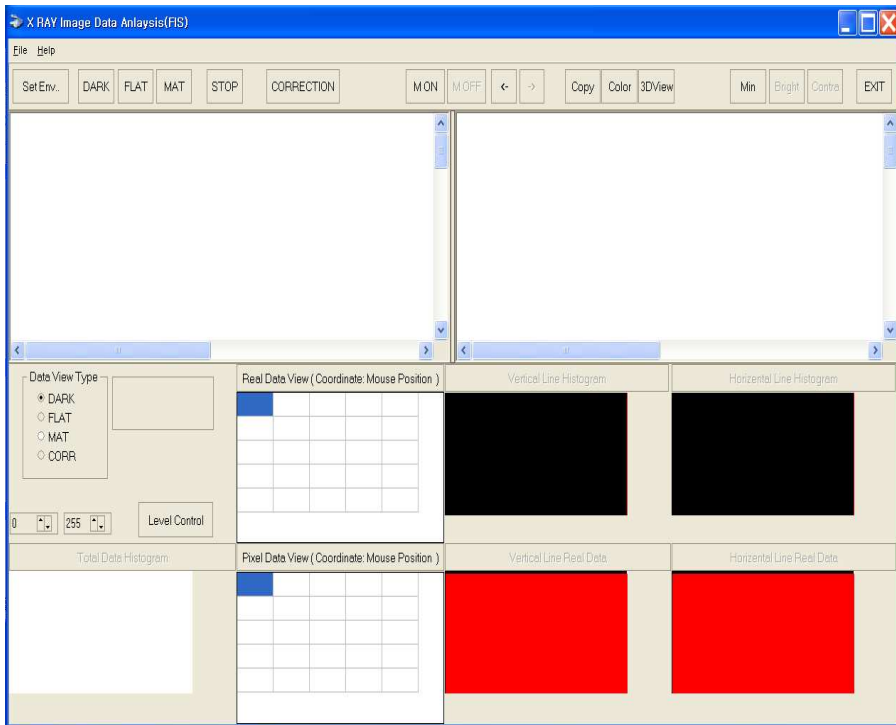 X RAY Image Data Anlaysis(FIS)
File Help
Set Env.. DARK FLAT MAT STOP CORRECTION M ON M OFF <- -> Copy Color 3DView Min Bright Contra EXIT
Data View Type
DARK
FLAT
MAT
CORR
0 255 Level Control
Real Data View ( Coordinate: Mouse Position ) Vertical Line Histogram Horizental Line Histogram
Total Data Histogram Pixel Data View ( Coordinate: Mouse Position ) Vertical Line Real Data Horizental Line Real Data